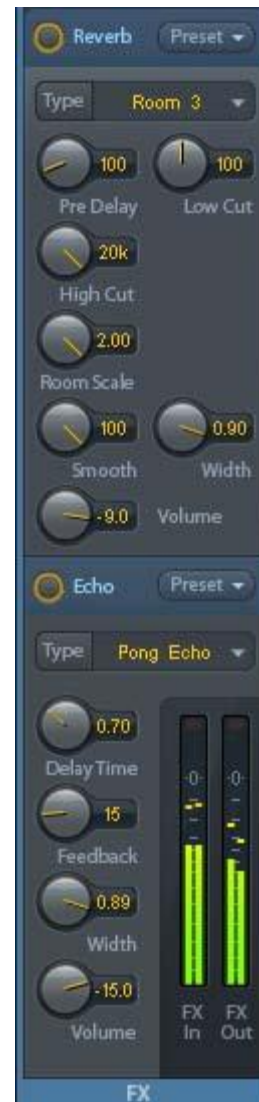 Reverb Preset
Type Room 3
100 100
Pre Delay Low Cut
20k
High Cut
2.00
Room Scale
100 0.90
Smooth Width
-9.0 Volume
Echo Preset
Type Pong Echo
0.70
Delay Time
-0- -0-
15
Feedback
0.89
Width
-15.0
Volume
FX FX
In Out
FX